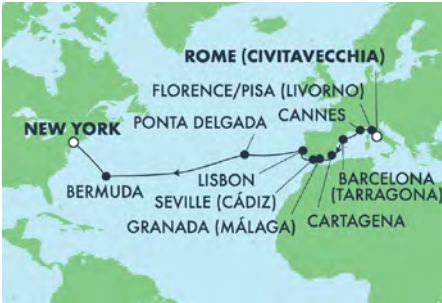 ROME (CIVITAVECCHIA)
FLORENCE/PISA (LIVORNO)
CANNES
NEW YORK
PONTA DELGADA
BERMUDA
LISBON
BARCELONA
(TARRAGONA)
SEVILLE (CÁDIZ)
GRANADA (MÁLAGA)
CARTAGENA